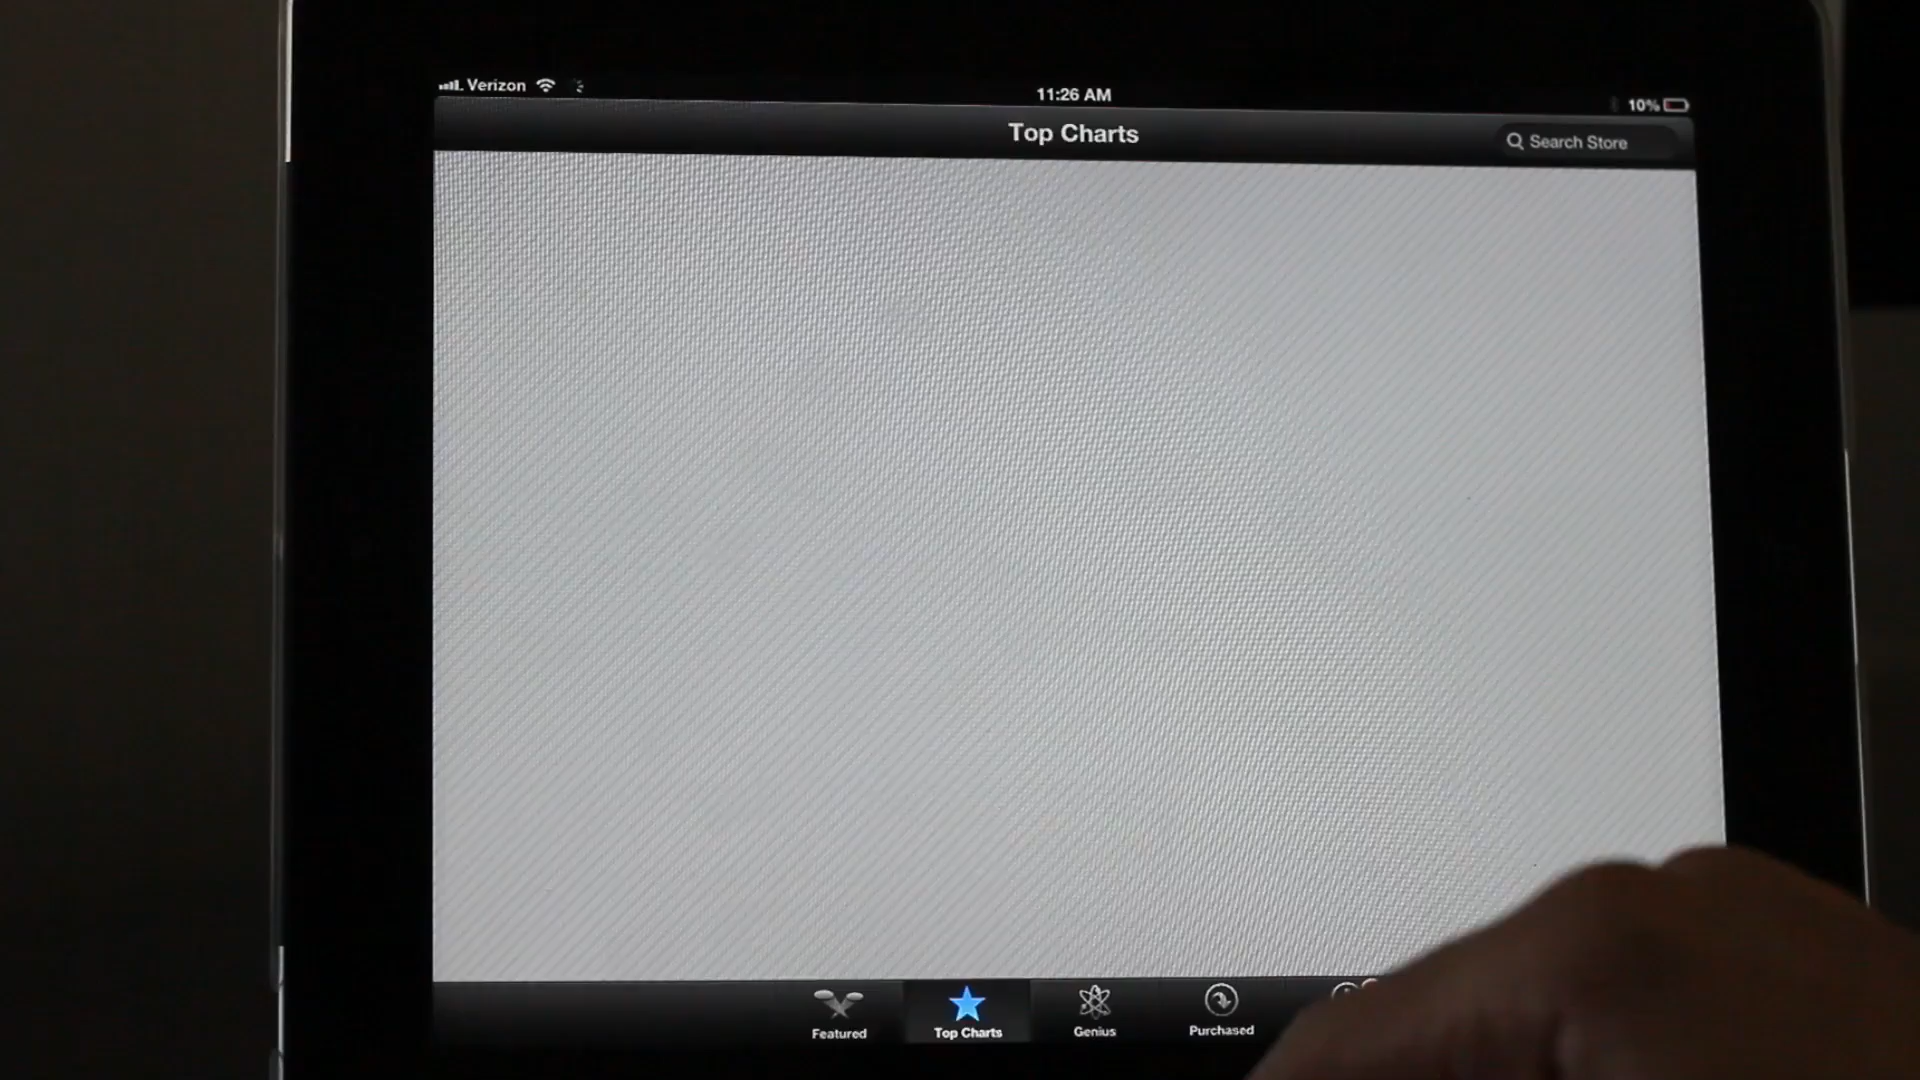 Verizon
11:26 AM
10%
Top Charts
Search Store
Featured
Top Charts
Genius
Purchased